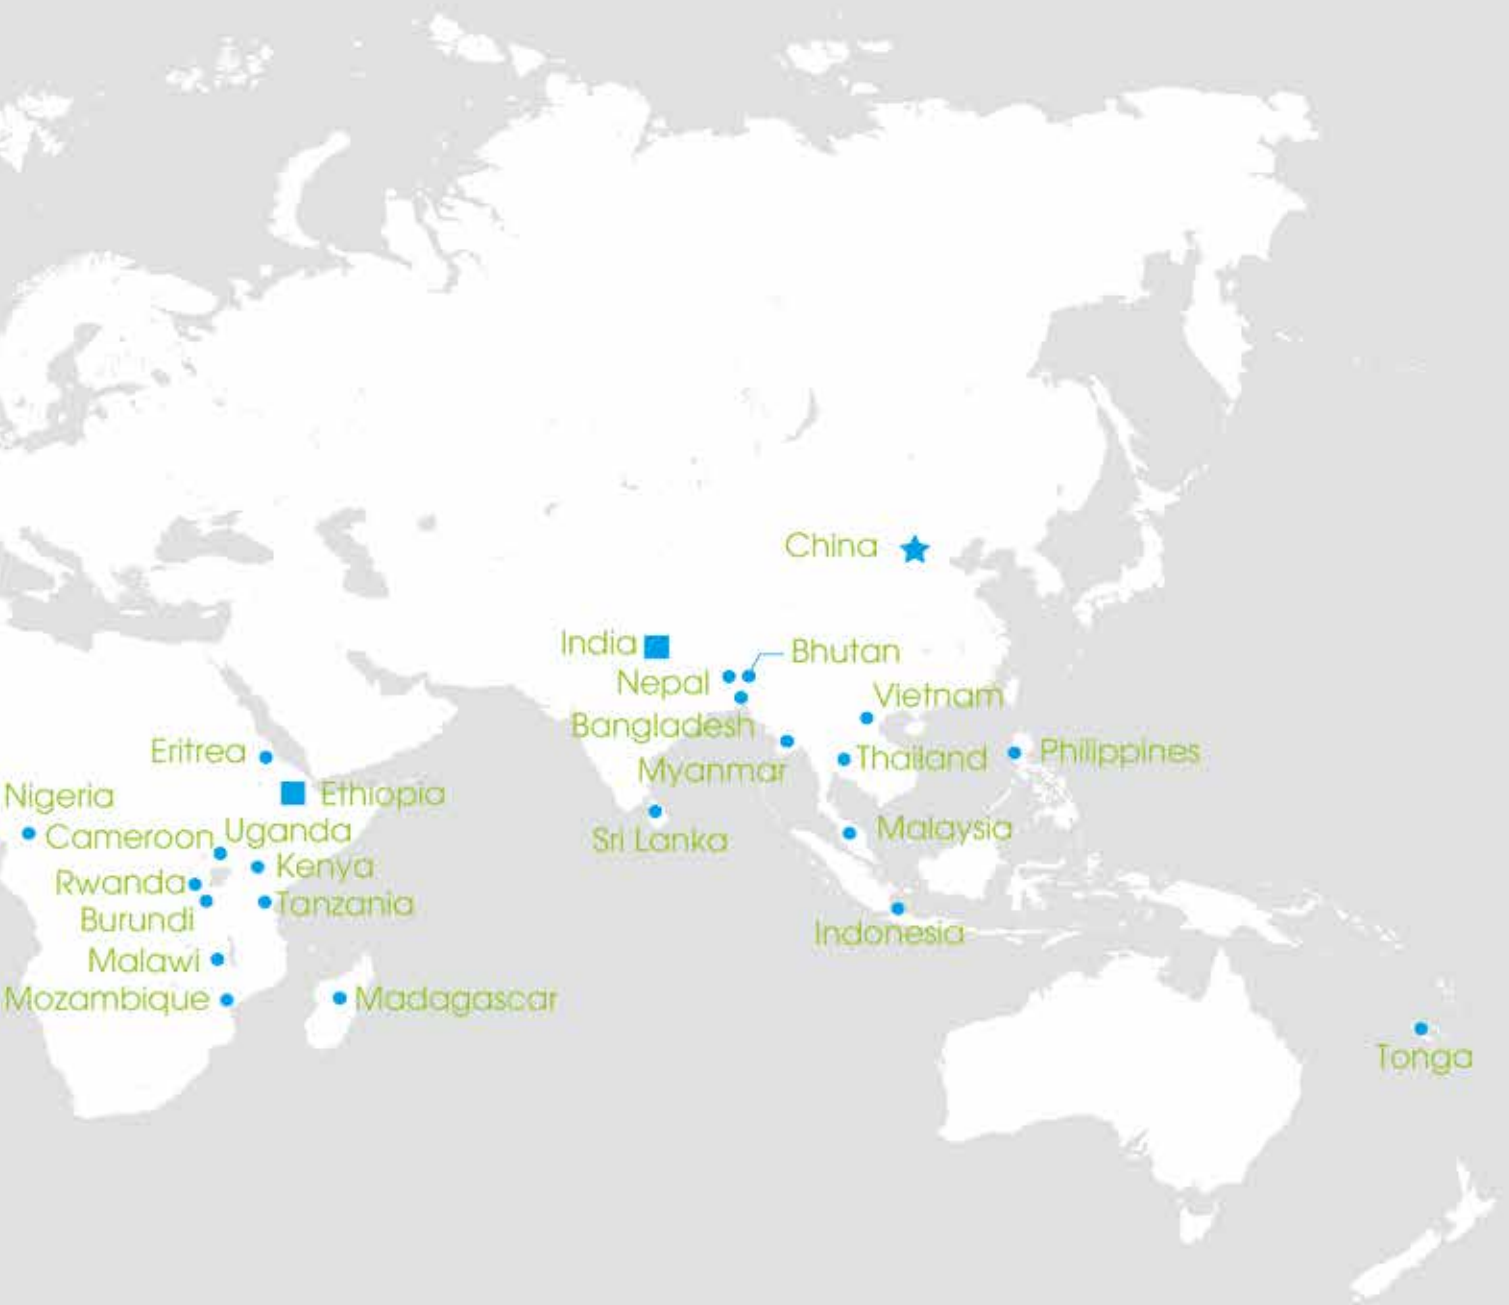 China
India
Bhutan
Nepal
Vietnam
Bangladesh
Eritrea
Thailand
Philippines
Myanmar
Nigeria
Ethiopia
Cameroon
Uganda
Malaysia
Sri Lanka
Kenya
Rwanda
Tanzania
Burundi
Indonesia
Malawi
Mozambique
Madagascar
Tonga